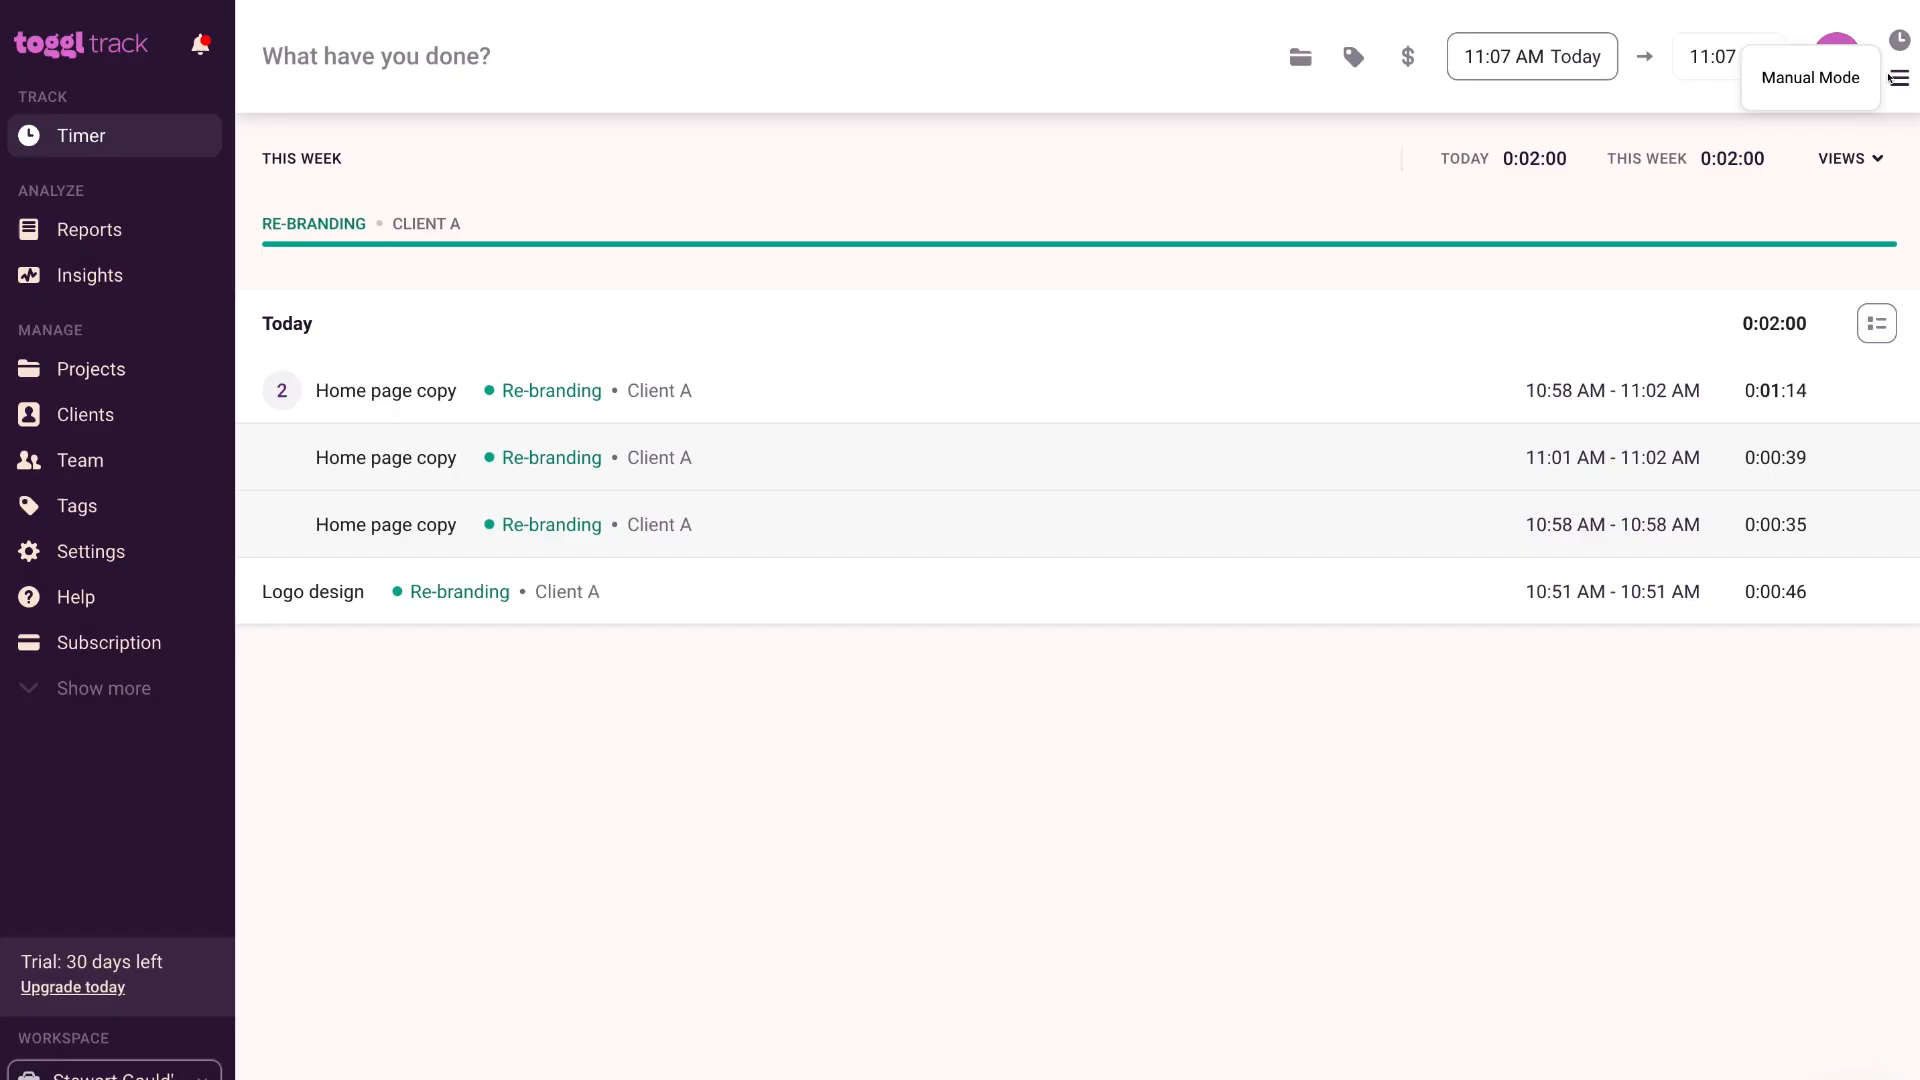 toggl track
TRACK
Timer
ANALYZE
Reports
Insights
MANAGE
Projects
Clients
Team
Tags
Settings
Help
Subscription
Show more
Trial: 30 days left
Upgrade today
WORKSPACE
Stewart Gould'
What have you done?
$ 11:07 AM Today → 11:07
Manual Mode
THIS WEEK
TODAY 0:02:00 THIS WEEK 0:02:00 VIEWS
RE-BRANDING • CLIENT A
Today 0:02:00
2 Home page copy • Re-branding • Client A 10:58 AM - 11:02 AM 0:01:14
Home page copy • Re-branding • Client A 11:01 AM - 11:02 AM 0:00:39
Home page copy • Re-branding • Client A 10:58 AM - 10:58 AM 0:00:35
Logo design • Re-branding • Client A 10:51 AM - 10:51 AM 0:00:46